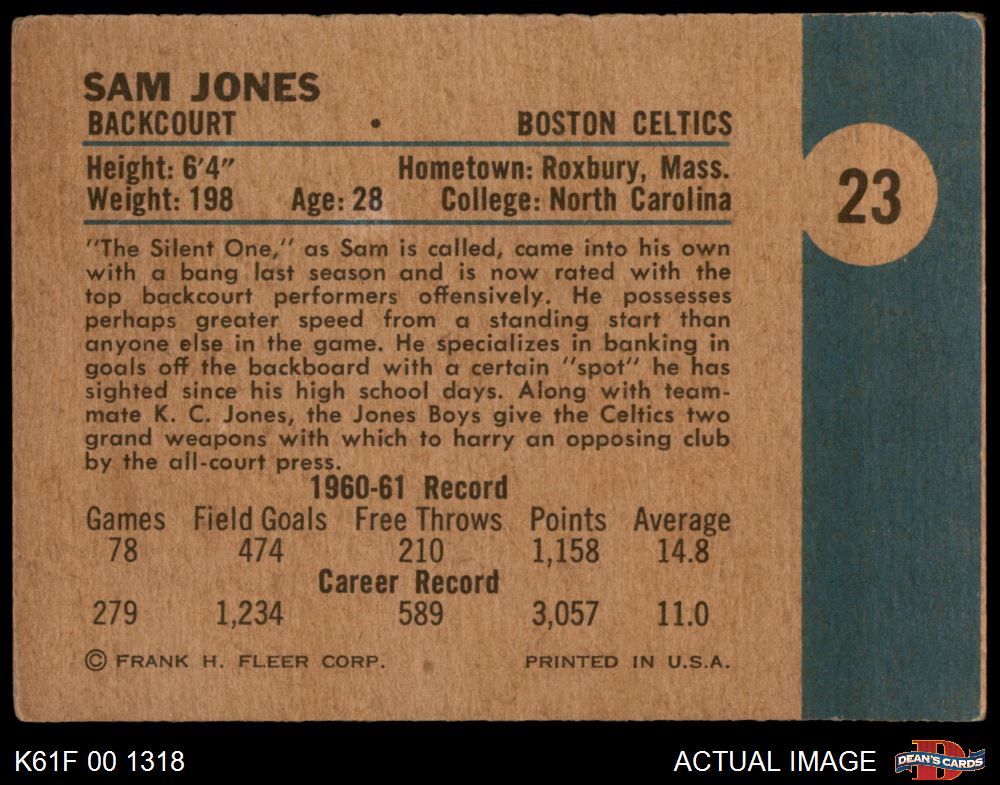 SAM JONES
BACKCOURT • BOSTON CELTICS
Height: 6'4" Hometown: Roxbury, Mass.
Weight: 198 Age: 28 College: North Carolina
23
"The Silent One," as Sam is called, came into his own
with a bang last season and is now rated with the
top backcourt performers offensively. He possesses
perhaps greater speed from a standing start than
anyone else in the game. He specializes in banking in
goals off the backboard with a certain "spot" he has
sighted since his high school days. Along with team-
mate K. C. Jones, the Jones Boys give the Celtics two
grand weapons with which to harry an opposing club
by the all-court press.
1960-61 Record
Games Field Goals Free Throws Points Average
78 474 210 1,158 14.8
Career Record
279 1,234 589 3,057 11.0
© FRANK H. FLEER CORP. PRINTED IN U.S.A.
K61F 00 1318 ACTUAL IMAGE DEAN'S CARDS